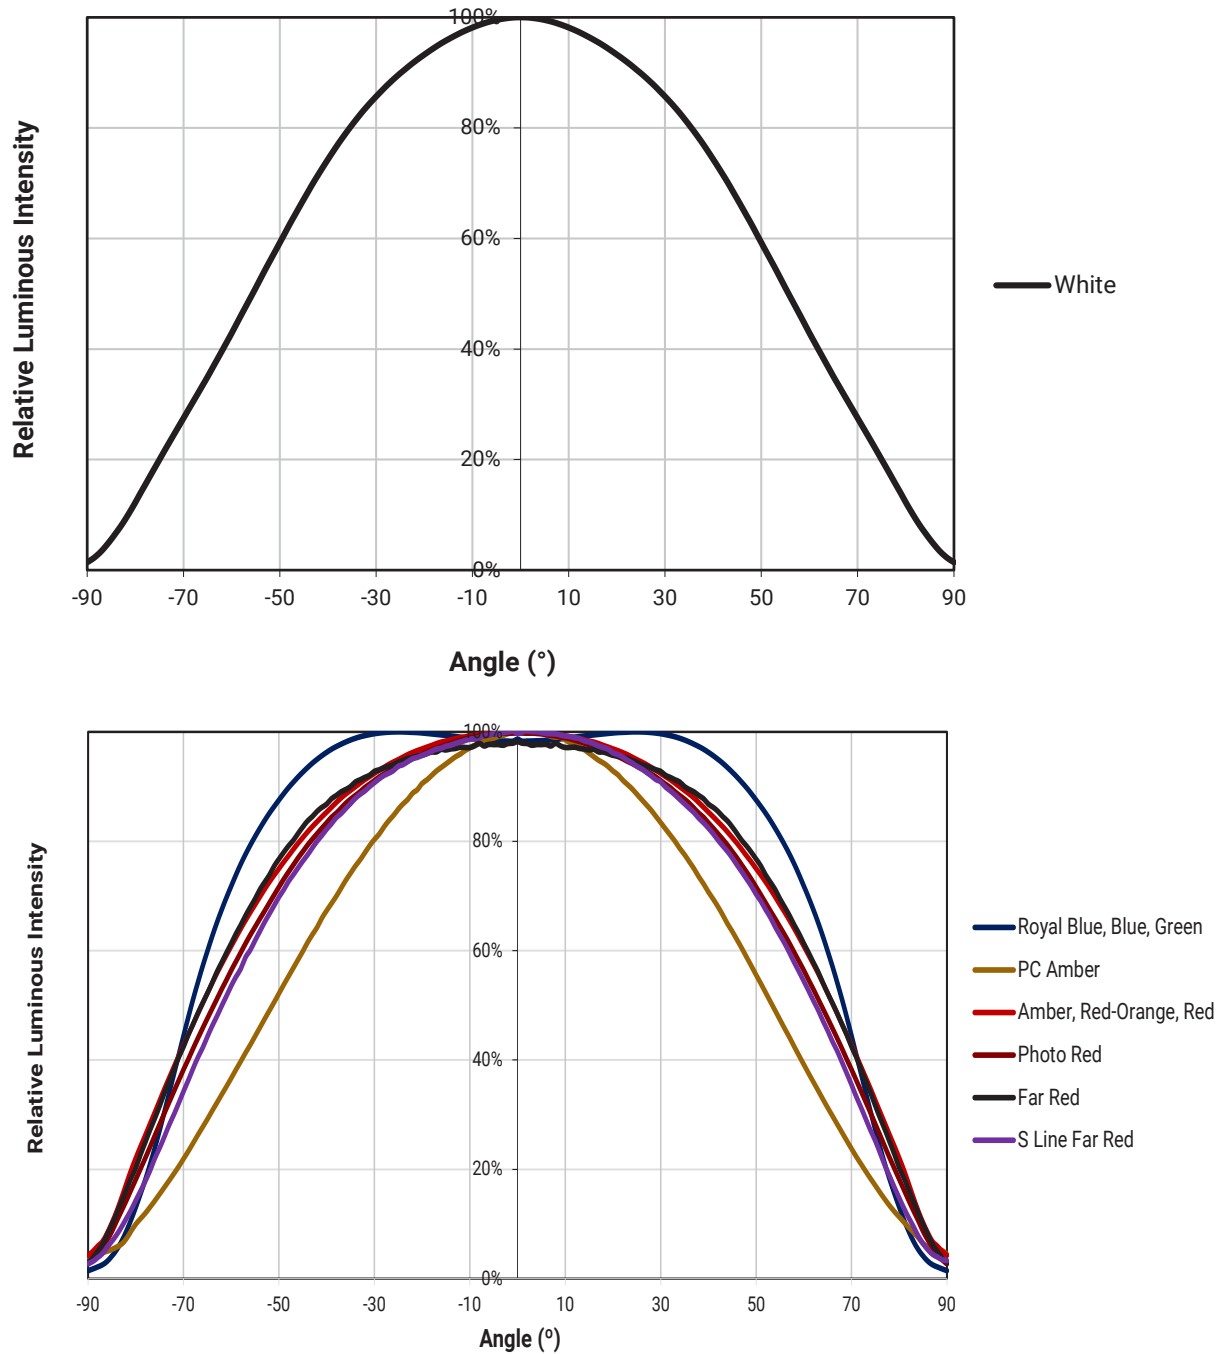 100%
80%
60%
40%
20%
0%
Relative Luminous Intensity
-90 -70 -50 -30 -10 10 30 50 70 90
Angle (°)
White
100%
80%
60%
40%
20%
0%
Relative Luminous Intensity
-90 -70 -50 -30 -10 10 30 50 70 90
Angle (º)
Royal Blue, Blue, Green
PC Amber
Amber, Red-Orange, Red
Photo Red
Far Red
S Line Far Red